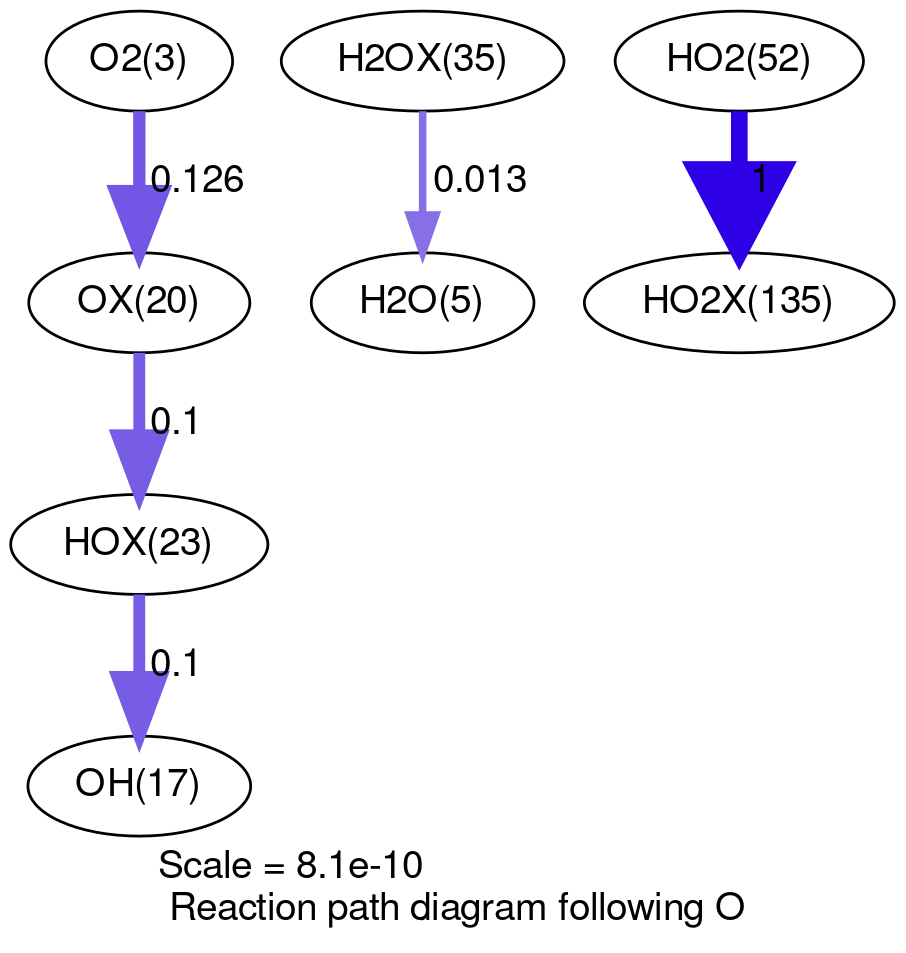 O2(3)
H2OX(35)
HO2(52)
0.126
0.013
1
OX(20)
H2O(5)
HO2X(135)
0.1
HOX(23)
0.1
OH(17)
Scale = 8.1e-10
Reaction path diagram following O